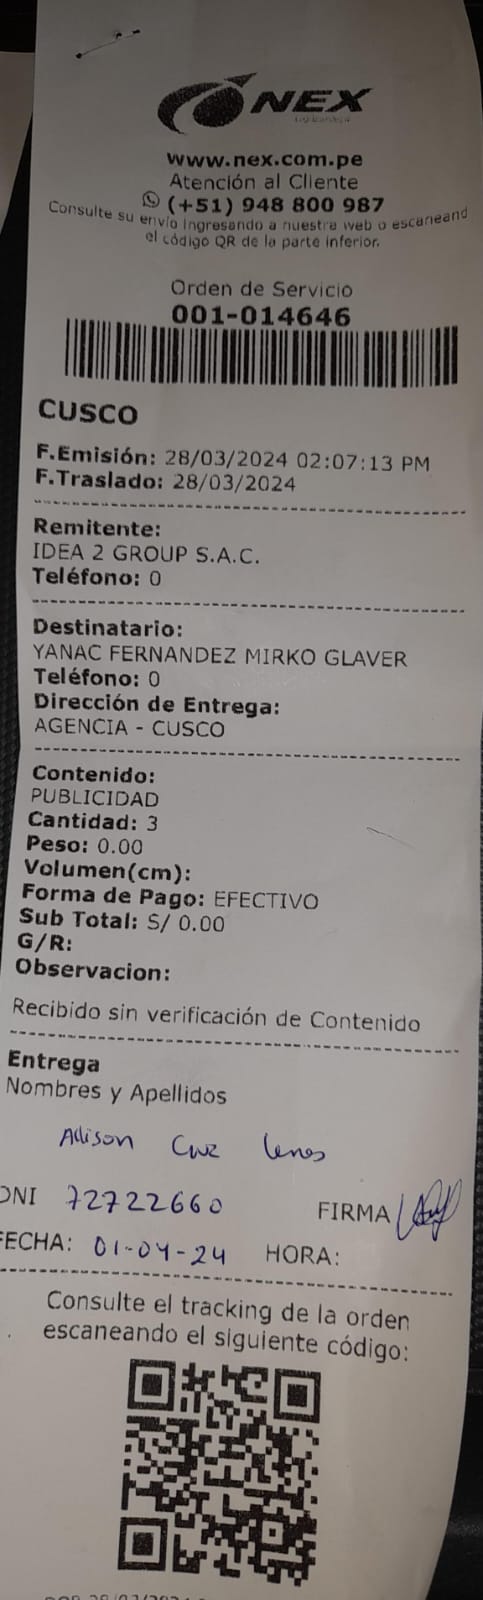 NEX
www.nex.com.pe
Atención al Cliente
(+51) 948 800 987
Consulte su envío ingresando a nuestra web o escaneand
el código QR de la parte inferior.
Orden de Servicio
001-014646
CUSCO
F.Emisión: 28/03/2024 02:07:13 PM
F.Traslado: 28/03/2024
Remitente:
IDEA 2 GROUP S.A.C.
Teléfono: 0
Destinatario:
YANAC FERNANDEZ MIRKO GLAVER
Teléfono: 0
Dirección de Entrega:
AGENCIA - CUSCO
Contenido:
PUBLICIDAD
Cantidad: 3
Peso: 0.00
Volumen(cm):
Forma de Pago: EFECTIVO
Sub Total: S/ 0.00
G/R:
Observacion:
Recibido sin verificación de Contenido
Entrega
Nombres y Apellidos
Allison Cruz
DNI 72722660 FIRMA
FECHA: 01-04-24 HORA:
Consulte el tracking de la orden
escaneando el siguiente código: